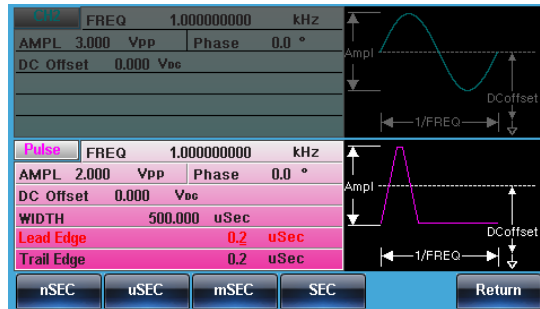 CH2 FREQ 1.000000000 kHz
AMPL 3.000 Vpp Phase 0.0 °
DC Offset 0.000 VDC
Ampl
DCoffset
1/FREQ
Pulse FREQ 1.000000000 kHz
AMPL 2.000 Vpp Phase 0.0 °
DC Offset 0.000 VDC
WIDTH 500.000 uSec
Lead Edge 0.2 uSec
Trail Edge 0.2 uSec
Ampl
DCoffset
1/FREQ
nSEC uSEC mSEC SEC Return